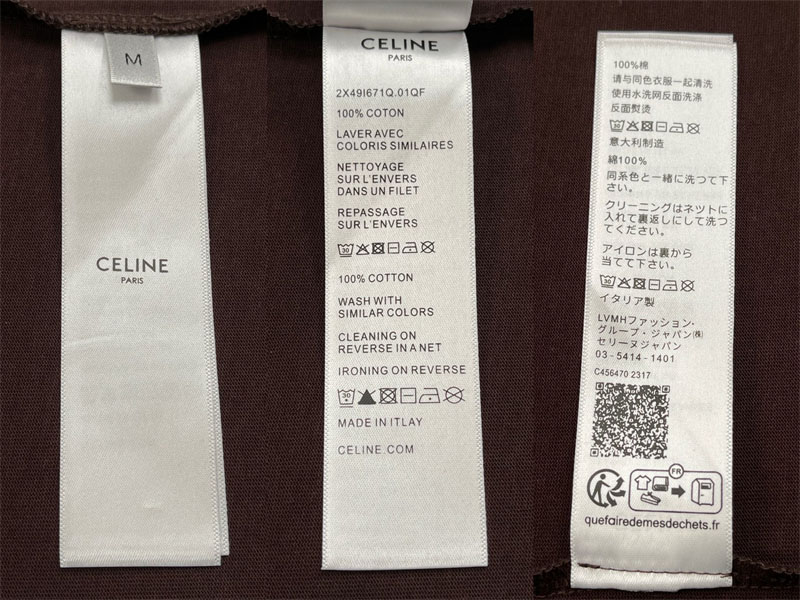 M
CELINE
PARIS
CELINE
PARIS
2X49I671Q.01QF
100% COTON
LAVER AVEC
COLORIS SIMILAIRES
NETTOYAGE
SUR L'ENVERS
DANS UN FILET
REPASSAGE
SUR L'ENVERS
30
100% COTTON
WASH WITH
SIMILAR COLORS
CLEANING ON
REVERSE IN A NET
IRONING ON REVERSE
30
MADE IN ITLAY
CELINE.COM
100%棉
请与同色衣服一起清洗
使用水洗网反面洗涤
反面熨烫
30
意大利制造
綿100%
同系色と一緒に洗つて下
さい。
クリーニングはネツトに
入れて裏返しにして洗つ
てください。
アイロンは裏から
当てて下さい。
30
イタリア製
LVMHファッション・
グループ・ジャパン㈱
セリーヌジャパン
03-5414-1401
C456470 2317
FR
quefairedemesdechets.fr